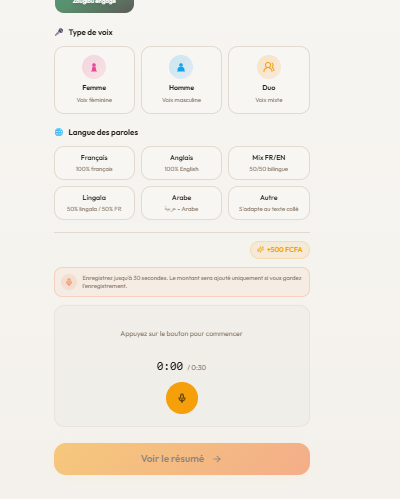 Zouglou engagé
Type de voix
Femme
Voix féminine
Homme
Voix masculine
Duo
Voix mixte
Langue des paroles
Français
100% français
Anglais
100% English
Mix FR/EN
50/50 bilingue
Lingala
50% lingala / 50% FR
Arabe
عربية – Arabe
Autre
S'adapte au texte collé
+500 FCFA
Enregistrez jusqu'à 30 secondes. Le montant sera ajouté uniquement si vous gardez
l'enregistrement.
Appuyez sur le bouton pour commencer
0:00 / 0:30
Voir le résumé →